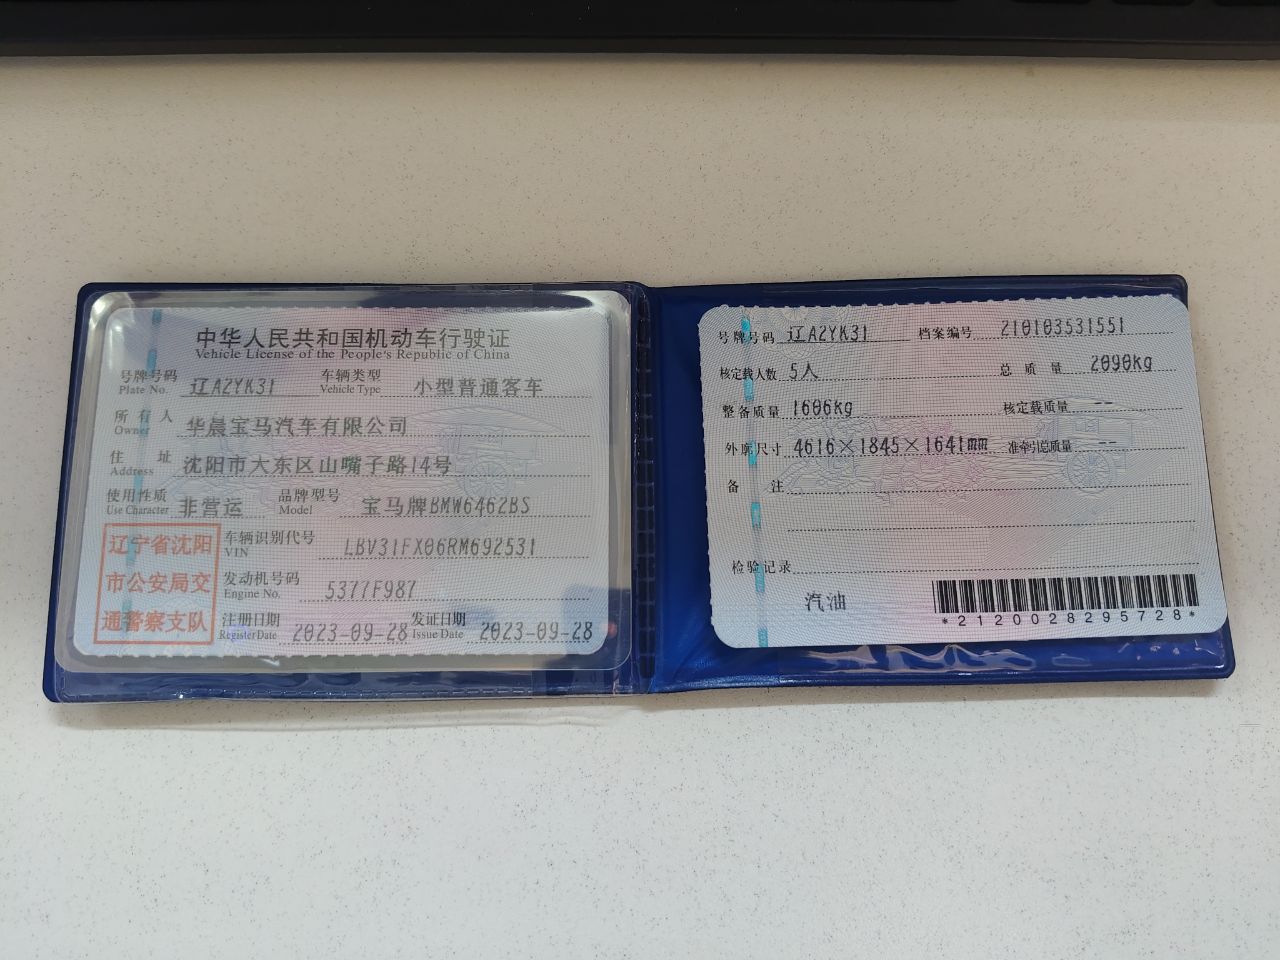 中华人民共和国机动车行驶证
Vehicle License of the People's Republic of China
号牌号码 Plate No. 辽A2YK31 车辆类型 Vehicle Type 小型普通客车
所有人 Owner 华晨宝马汽车有限公司
住址 Address 沈阳市大东区山嘴子路14号
使用性质 Use Character 非营运 品牌型号 Model 宝马牌BMW6462BS
辽宁省沈阳
市公安局交
通警察支队
车辆识别代号 VIN LBV31FX06RM692531
发动机号码 Engine No. 5377F987
注册日期 Register Date 2023-09-28 发证日期 Issue Date 2023-09-28
号牌号码 辽A2YK31 档案编号 210103531551
核定载人数 5人 总质量 2090kg
整备质量 1606kg 核定载质量 --
外廓尺寸 4616×1845×1641mm 准牵引总质量 --
备注
检验记录
汽油
*2120028295728*